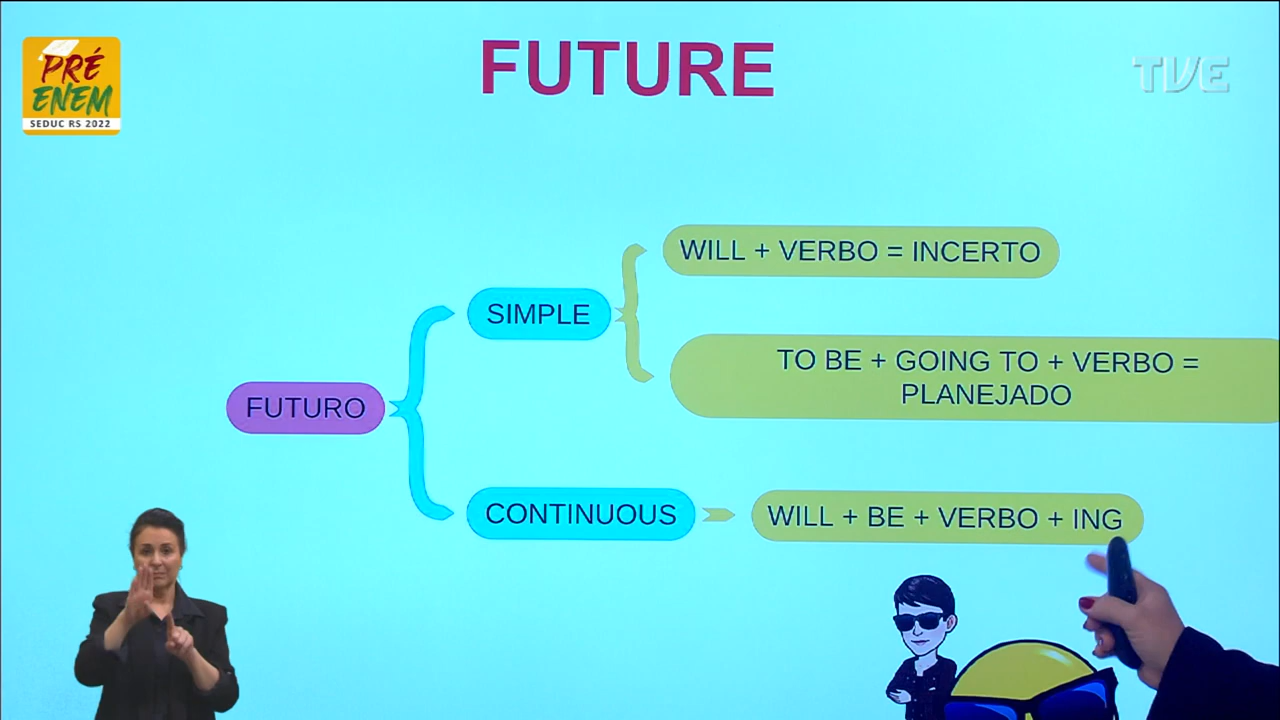 FUTURE
PRÉ
ENEM
SEDUC RS 2022
TVE
WILL + VERBO = INCERTO
SIMPLE
TO BE + GOING TO + VERBO =
PLANEJADO
FUTURO
CONTINUOUS
WILL + BE + VERBO + ING